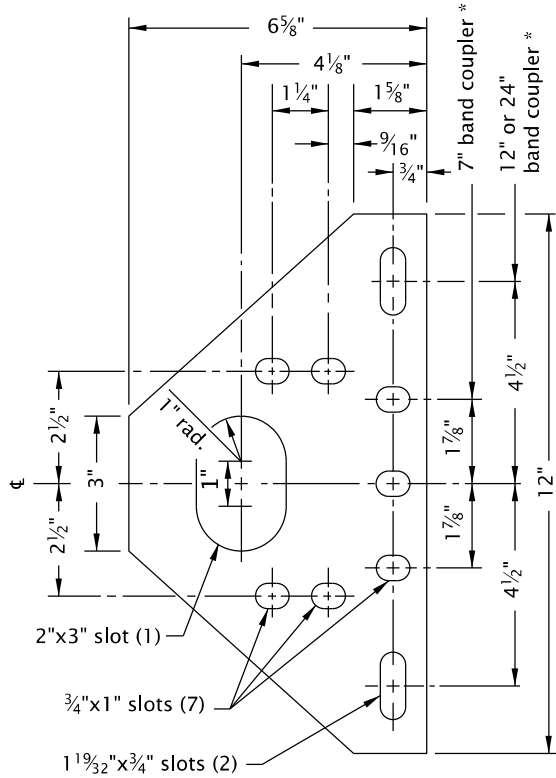 6⅝"
4⅛"
1¼"
1⅝"
9⁄16"
¾"
7" band coupler *
12" or 24"
band coupler *
2½"
3"
2½"
℄
1" rad.
1"
1⅞"
1⅞"
4½"
4½"
12"
2"x3" slot (1)
¾"x1" slots (7)
1 19⁄32"x¾" slots (2)